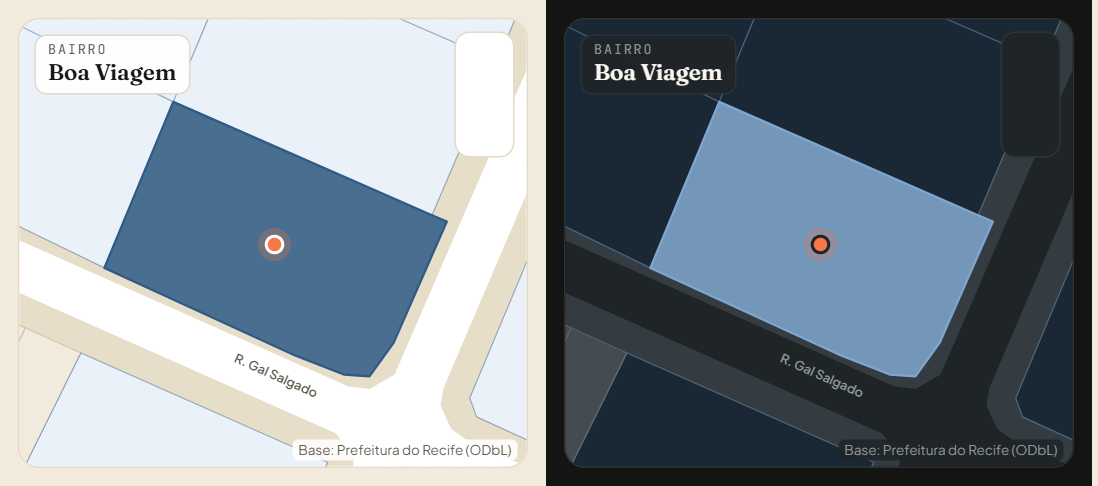 BAIRRO
Boa Viagem
R. Gal Salgado
Base: Prefeitura do Recife (ODbL)
BAIRRO
Boa Viagem
R. Gal Salgado
Base: Prefeitura do Recife (ODbL)